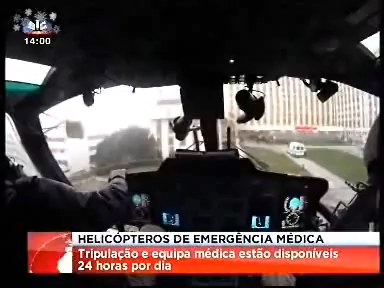 14:00
HELICÓPTEROS DE EMERGÊNCIA MÉDICA
Tripulação e equipa médica estão disponíveis
24 horas por dia